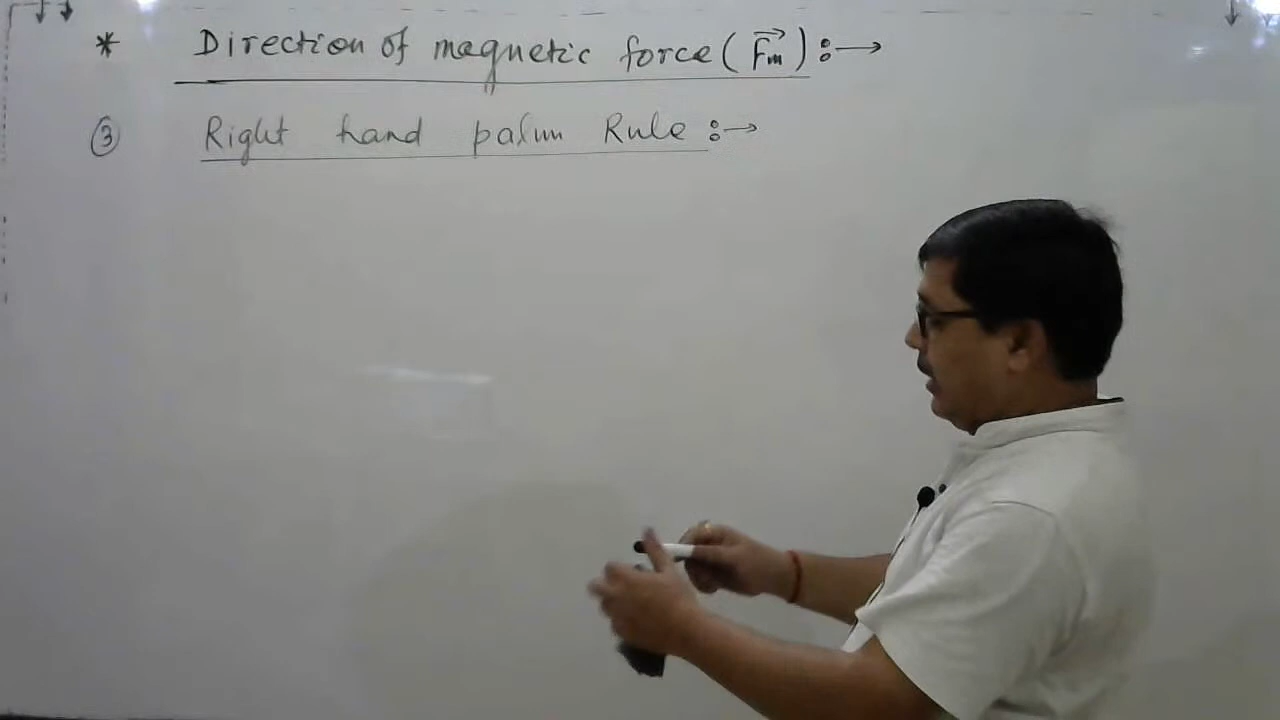 * Direction of magnetic force (F⃗m) :→
③ Right hand palm Rule :→